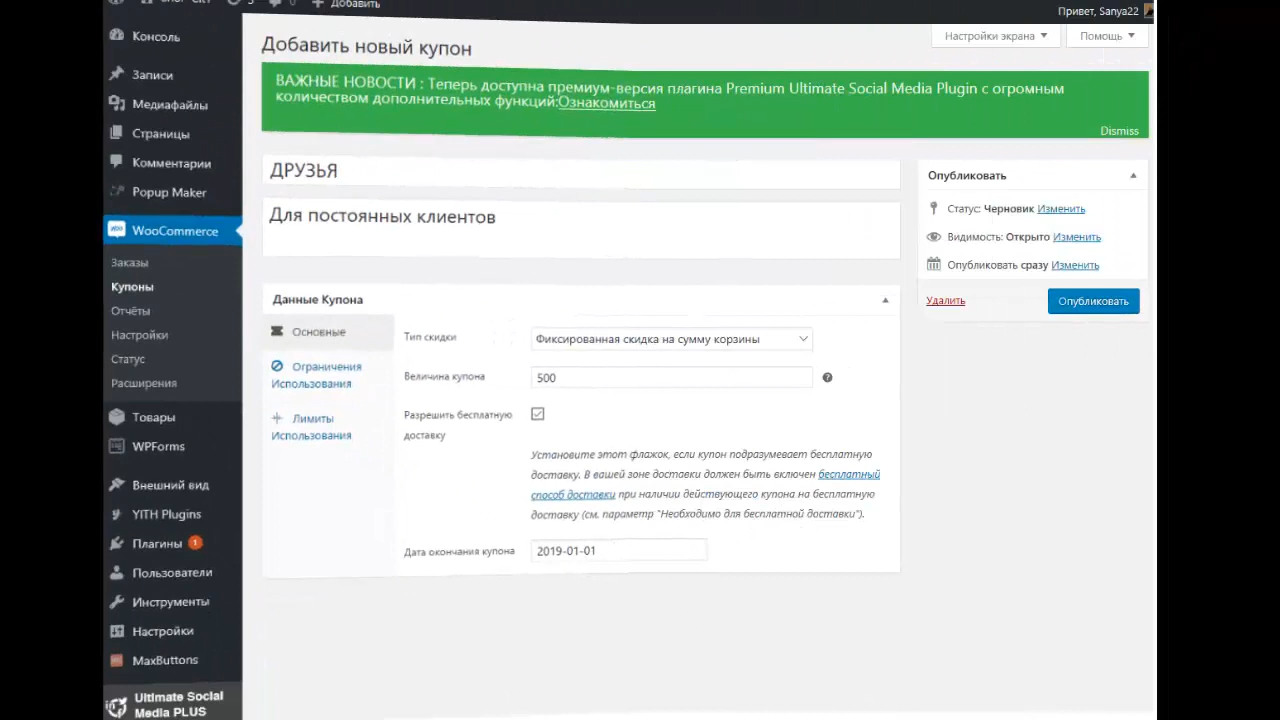 Добавить
Привет, Sanya22
Консоль
Записи
Медиафайлы
Страницы
Комментарии
Popup Maker
WooCommerce
Заказы
Купоны
Отчёты
Настройки
Статус
Расширения
Товары
WPForms
Внешний вид
YITH Plugins
Плагины 1
Пользователи
Инструменты
Настройки
MaxButtons
Ultimate Social
Media PLUS
Настройки экрана
Помощь
Добавить новый купон
ВАЖНЫЕ НОВОСТИ : Теперь доступна премиум-версия плагина Premium Ultimate Social Media Plugin с огромным
количеством дополнительных функций:Ознакомиться
Dismiss
ДРУЗЬЯ
Для постоянных клиентов
Данные Купона
Основные
Ограничения
Использования
Лимиты
Использования
Тип скидки
Фиксированная скидка на сумму корзины
Величина купона
500
Разрешить бесплатную
доставку
Установите этот флажок, если купон подразумевает бесплатную
доставку. В вашей зоне доставки должен быть включен бесплатный
способ доставки при наличии действующего купона на бесплатную
доставку (см. параметр "Необходимо для бесплатной доставки").
Дата окончания купона
2019-01-01
Опубликовать
Статус: Черновик Изменить
Видимость: Открыто Изменить
Опубликовать сразу Изменить
Удалить
Опубликовать